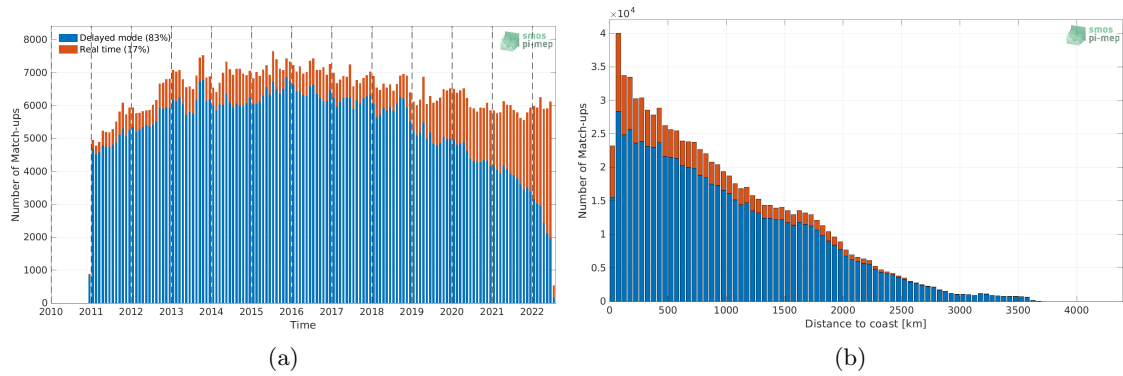 Delayed mode (83%)
Real time (17%)
smos
pi-mep
Number of Match-ups
8000
7000
6000
5000
4000
3000
2000
1000
0
2010 2011 2012 2013 2014 2015 2016 2017 2018 2019 2020 2021 2022
Time
(a)
×10⁴
smos
pi-mep
Number of Match-ups
4
3.5
3
2.5
2
1.5
1
0.5
0
0 500 1000 1500 2000 2500 3000 3500 4000
Distance to coast [km]
(b)